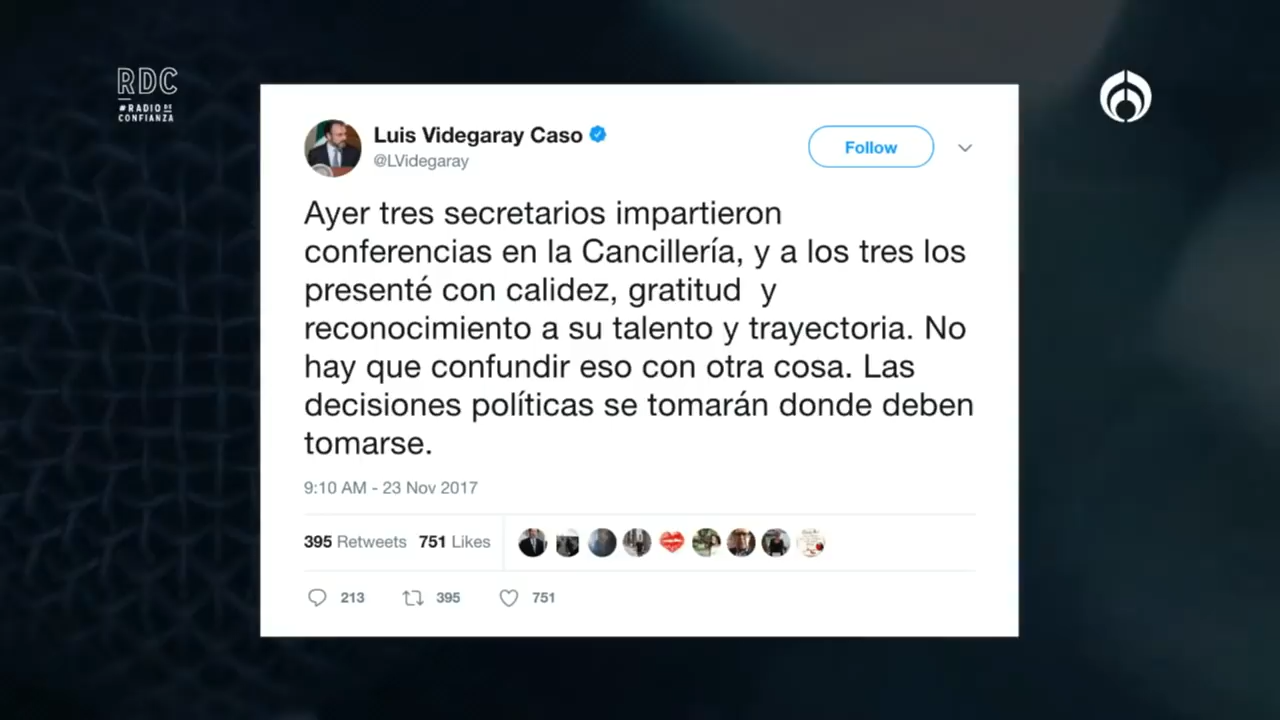 RDC
#RADIO DE
CONFIANZA
Luis Videgaray Caso
@LVidegaray
Follow
Ayer tres secretarios impartieron
conferencias en la Cancillería, y a los tres los
presenté con calidez, gratitud  y
reconocimiento a su talento y trayectoria. No
hay que confundir eso con otra cosa. Las
decisiones políticas se tomarán donde deben
tomarse.
9:10 AM - 23 Nov 2017
395 Retweets 751 Likes
213 395 751